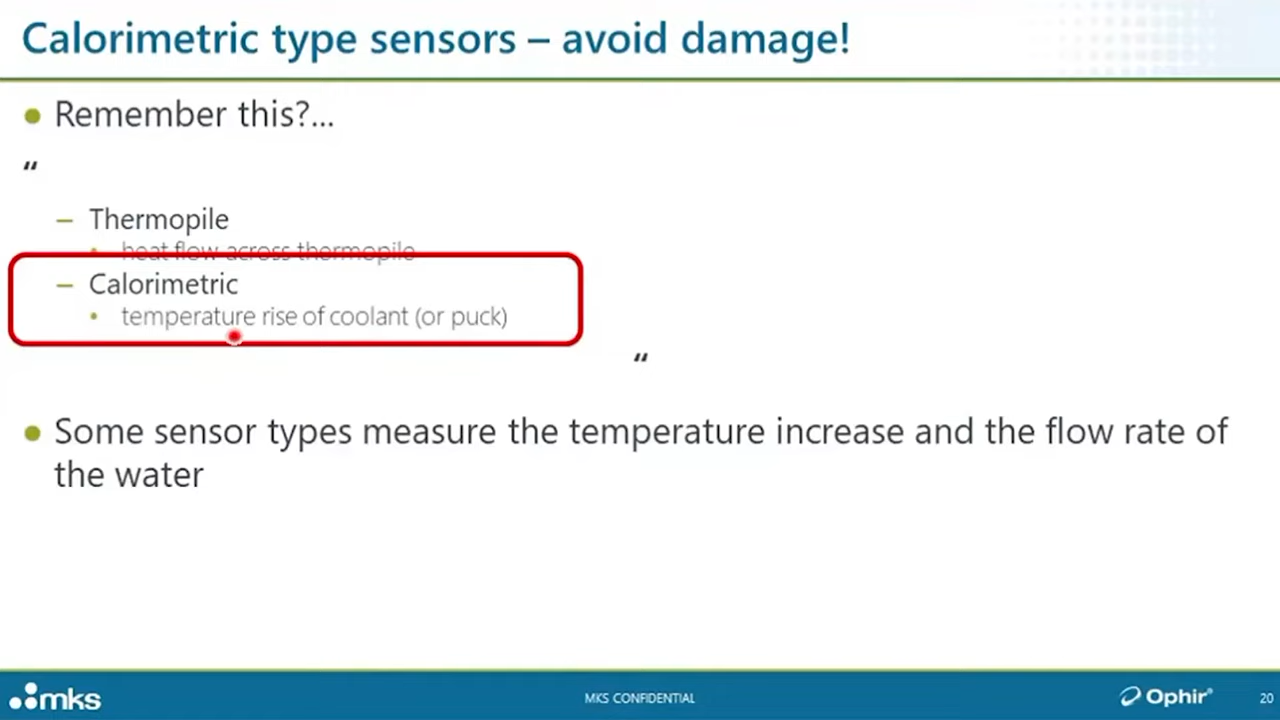 Calorimetric type sensors – avoid damage!
● Remember this?...
“
– Thermopile
• heat flow across thermopile
– Calorimetric
• temperature rise of coolant (or puck)
“
● Some sensor types measure the temperature increase and the flow rate of
the water
mks
MKS CONFIDENTIAL
Ophir®
20